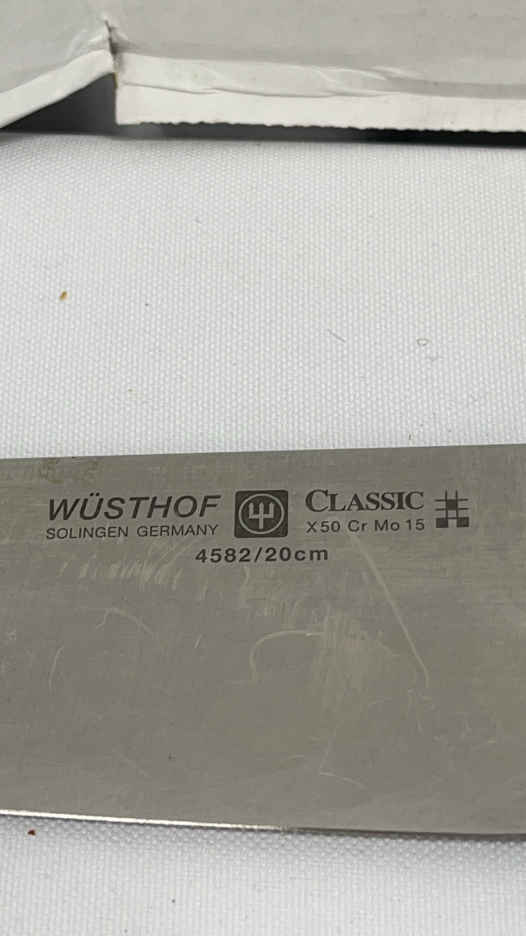 WÜSTHOF CLASSIC
SOLINGEN GERMANY X50 Cr Mo 15
4582/20cm